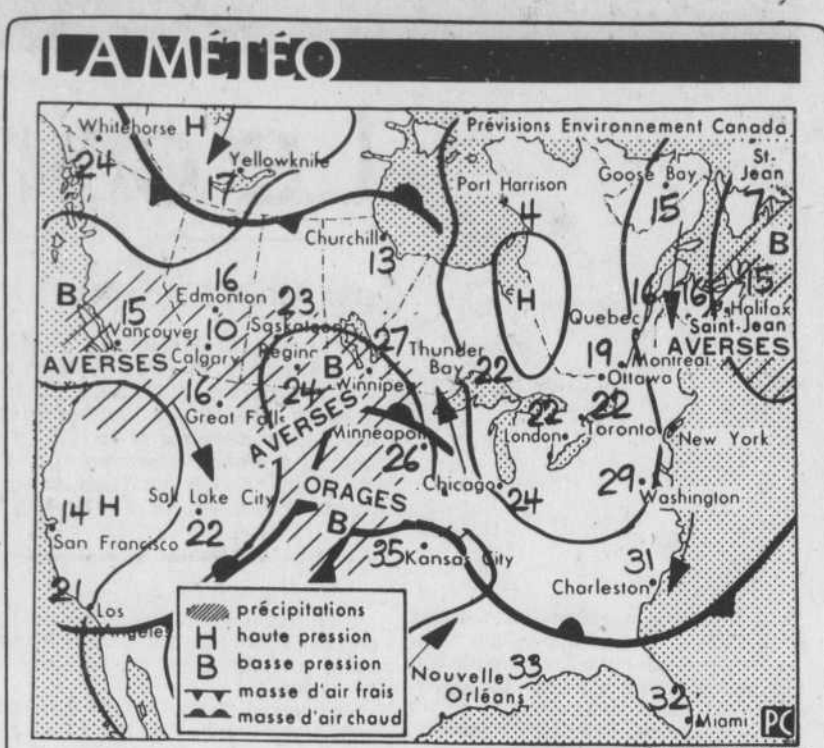 LA MÉTÉO
Prévisions Environnement Canada
Whitehorse H
24
Yellowknife
17
Port Harrison
4
Goose Bay
15
St-
Jean
7
Churchill
13
H
B
B
16
Edmonton
23
Saskatoon
15
Vancouver
10
Calgary
Regina
24
B
27
Winnipeg
Thunder
Bay
22
Quebec
16
16
15
Halifax
Saint-Jean
AVERSES
AVERSES
19
Montreal
Ottawa
16
Great Falls
AVERSES
Minneapolis
26
22
London
22
Toronto
New York
ORAGES
Chicago
24
29
Washington
H
Salt Lake City
22
14
San Francisco
B
35
Kansas City
31
Charleston
21
Los
Angeles
précipitations
H haute pression
B basse pression
masse d'air frais
masse d'air chaud
Nouvelle
Orléans
33
32
Miami
PC